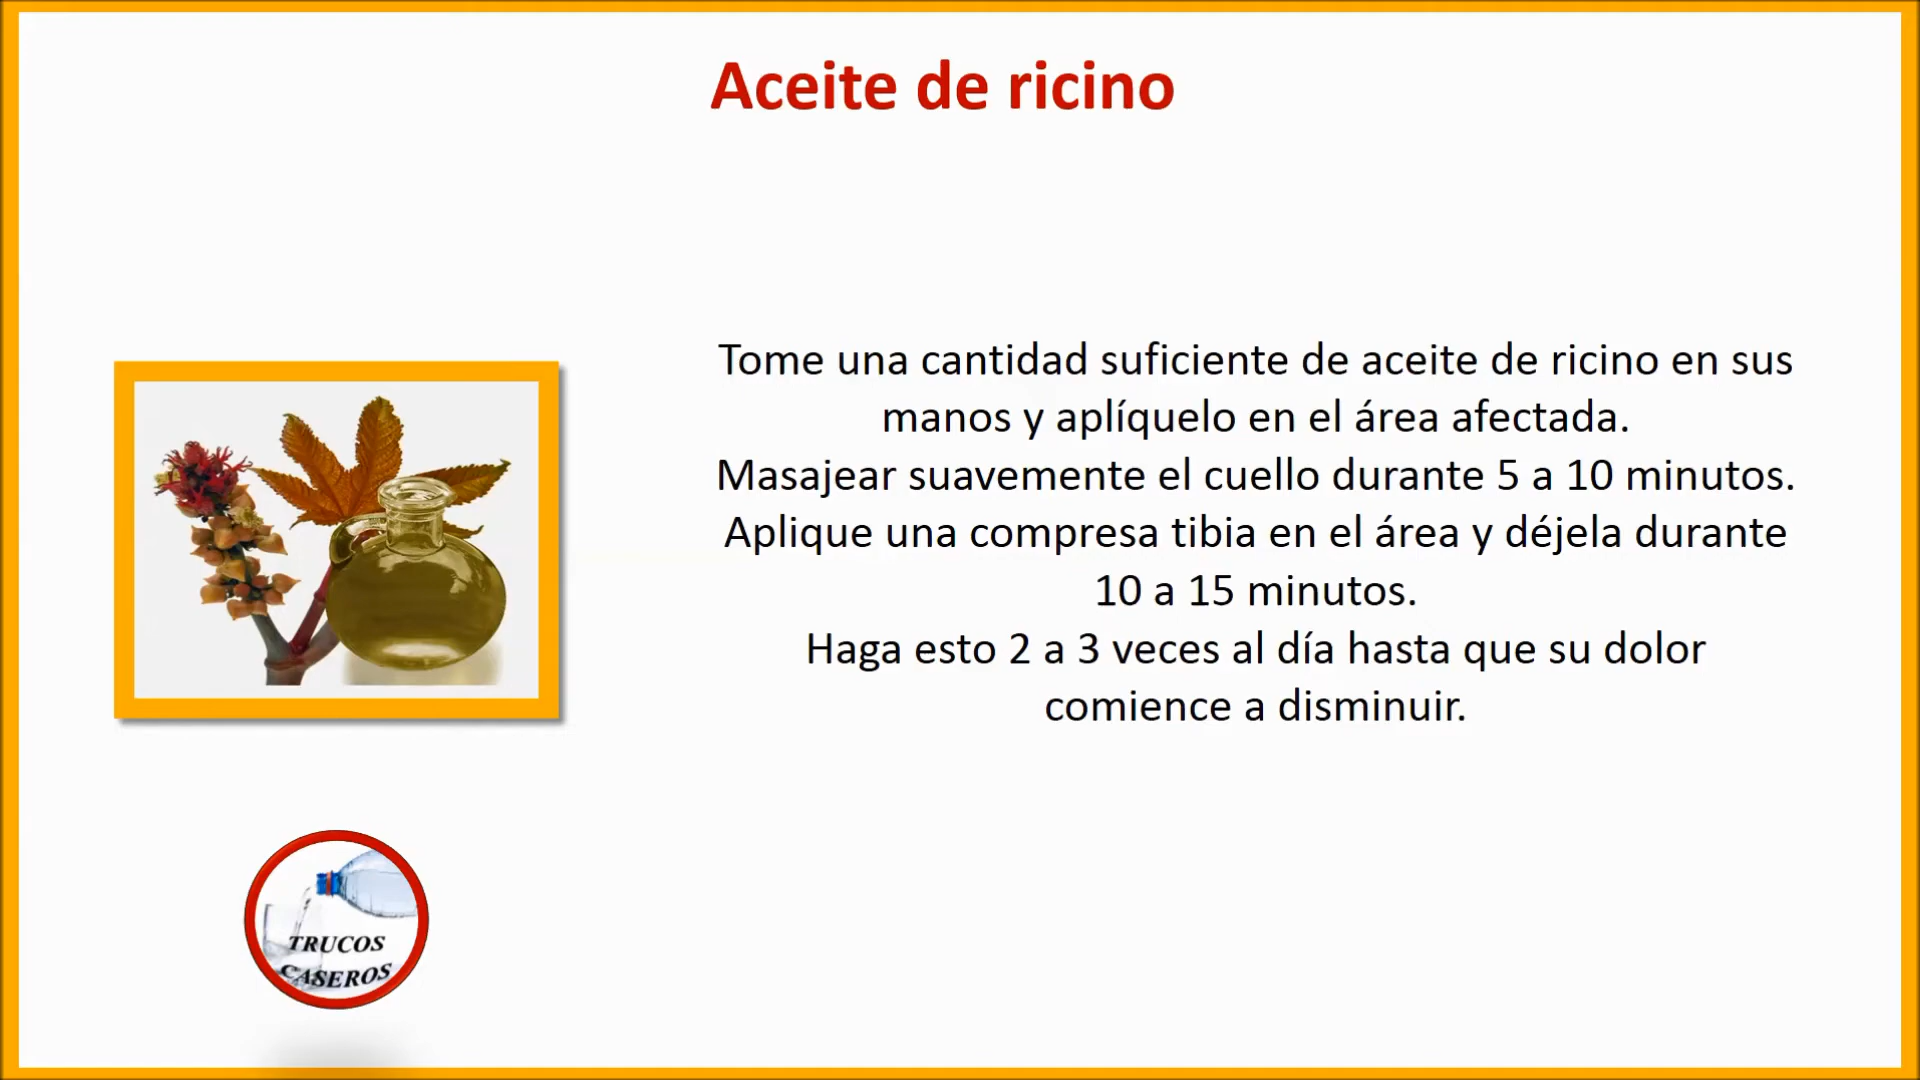 Aceite de ricino
Tome una cantidad suficiente de aceite de ricino en sus
manos y aplíquelo en el área afectada.
Masajear suavemente el cuello durante 5 a 10 minutos.
Aplique una compresa tibia en el área y déjela durante
10 a 15 minutos.
Haga esto 2 a 3 veces al día hasta que su dolor
comience a disminuir.
TRUCOS
CASEROS